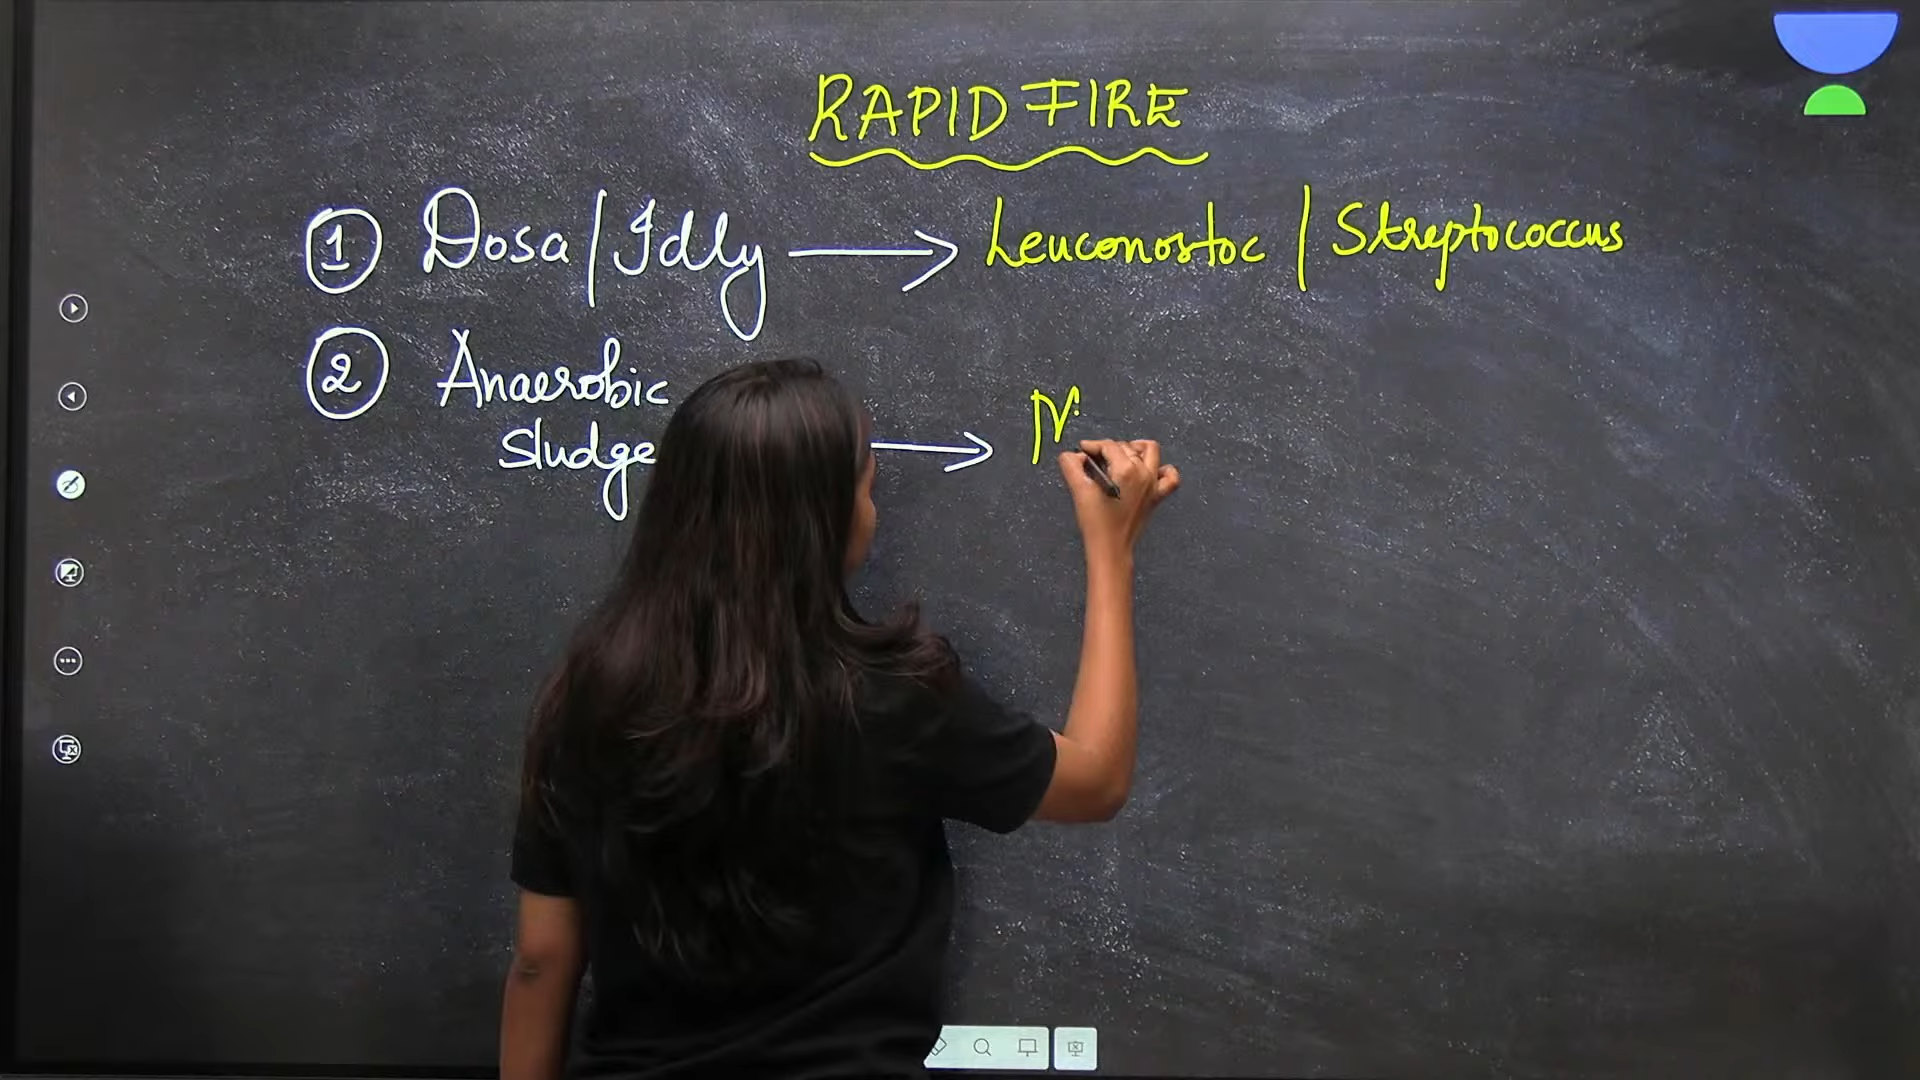 RAPID FIRE
1 Dosa / Idly → Leuconostoc / Streptococcus
2 Anaerobic
sludge →